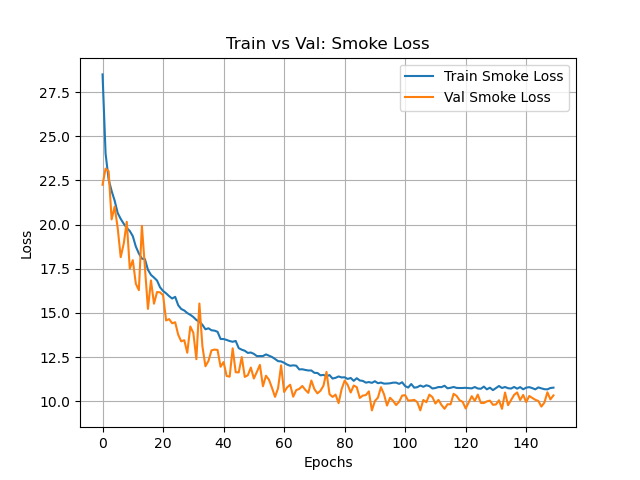 Train vs Val: Smoke Loss
Train Smoke Loss
Val Smoke Loss
Loss
27.5
25.0
22.5
20.0
17.5
15.0
12.5
10.0
0 20 40 60 80 100 120 140
Epochs